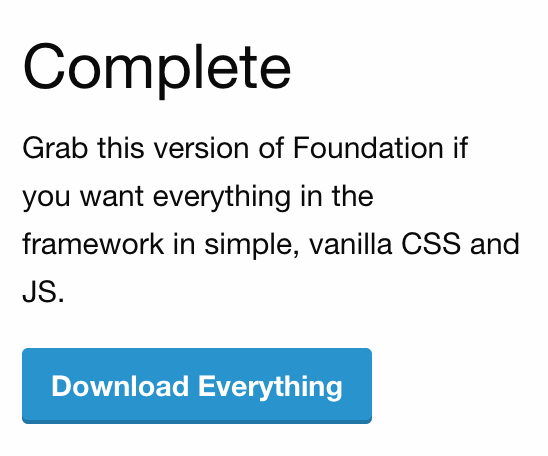 Complete
Grab this version of Foundation if
you want everything in the
framework in simple, vanilla CSS and
JS.
Download Everything